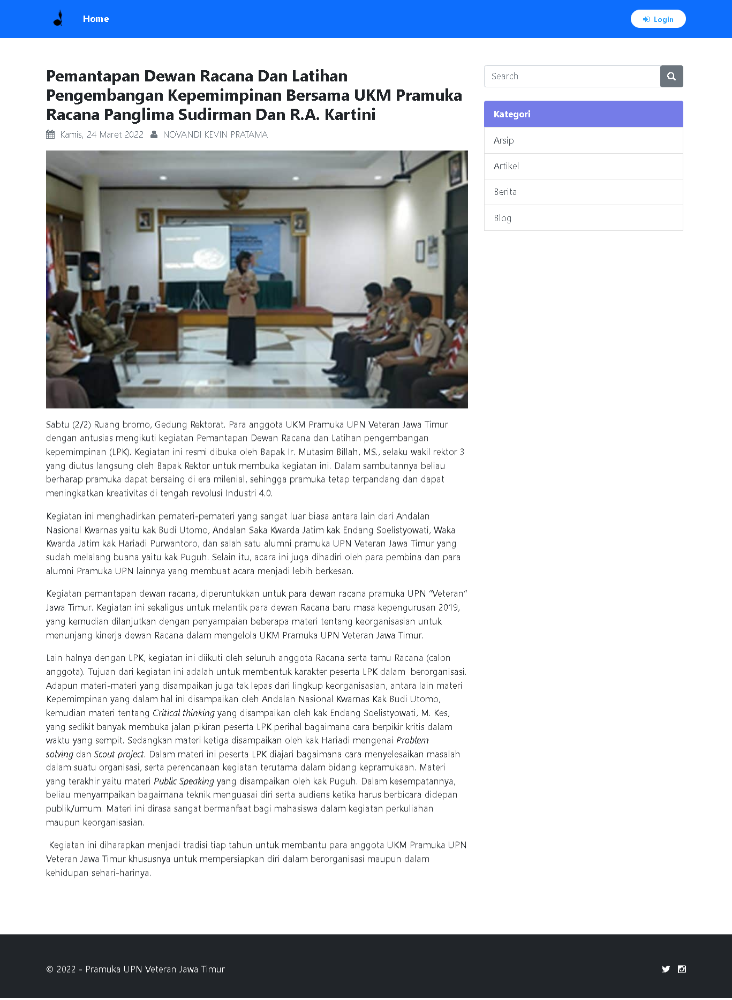 Home
Login
Pemantapan Dewan Racana Dan Latihan
Pengembangan Kepemimpinan Bersama UKM Pramuka
Racana Panglima Sudirman Dan R.A. Kartini
Kamis, 24 Maret 2022 NOVANDI KEVIN PRATAMA
Search
Kategori
Arsip
Artikel
Berita
Blog
Sabtu (2/2) Ruang bromo, Gedung Rektorat. Para anggota UKM Pramuka UPN Veteran Jawa Timur
dengan antusias mengikuti kegiatan Pemantapan Dewan Racana dan Latihan pengembangan
kepemimpinan (LPK). Kegiatan ini resmi dibuka oleh Bapak Ir. Mutasim Billah, MS., selaku wakil rektor 3
yang diutus langsung oleh Bapak Rektor untuk membuka kegiatan ini. Dalam sambutannya beliau
berharap pramuka dapat bersaing di era milenial, sehingga pramuka tetap terpandang dan dapat
meningkatkan kreativitas di tengah revolusi Industri 4.0.
Kegiatan ini menghadirkan pemateri-pemateri yang sangat luar biasa antara lain dari Andalan
Nasional Kwarnas yaitu kak Budi Utomo, Andalan Saka Kwarda Jatim kak Endang Soelistyowati, Waka
Kwarda Jatim kak Hariadi Purwantoro, dan salah satu alumni pramuka UPN Veteran Jawa Timur yang
sudah melalang buana yaitu kak Puguh. Selain itu, acara ini juga dihadiri oleh para pembina dan para
alumni Pramuka UPN lainnya yang membuat acara menjadi lebih berkesan.
Kegiatan pemantapan dewan racana, diperuntukkan untuk para dewan racana pramuka UPN “Veteran”
Jawa Timur. Kegiatan ini sekaligus untuk melantik para dewan Racana baru masa kepengurusan 2019,
yang kemudian dilanjutkan dengan penyampaian beberapa materi tentang keorganisasian untuk
menunjang kinerja dewan Racana dalam mengelola UKM Pramuka UPN Veteran Jawa Timur.
Lain halnya dengan LPK, kegiatan ini diikuti oleh seluruh anggota Racana serta tamu Racana (calon
anggota). Tujuan dari kegiatan ini adalah untuk membentuk karakter peserta LPK dalam  berorganisasi.
Adapun materi-materi yang disampaikan juga tak lepas dari lingkup keorganisasian, antara lain materi
Kepemimpinan yang dalam hal ini disampaikan oleh Andalan Nasional Kwarnas Kak Budi Utomo,
kemudian materi tentang Critical thinking yang disampaikan oleh kak Endang Soelistyowati, M. Kes,
yang sedikit banyak membuka jalan pikiran peserta LPK perihal bagaimana cara berpikir kritis dalam
waktu yang sempit. Sedangkan materi ketiga disampaikan oleh kak Hariadi mengenai Problem
solving dan Scout project. Dalam materi ini peserta LPK diajari bagaimana cara menyelesaikan masalah
dalam suatu organisasi, serta perencanaan kegiatan terutama dalam bidang kepramukaan. Materi
yang terakhir yaitu materi Public Speaking yang disampaikan oleh kak Puguh. Dalam kesempatannya,
beliau menyampaikan bagaimana teknik menguasai diri serta audiens ketika harus berbicara didepan
publik/umum. Materi ini dirasa sangat bermanfaat bagi mahasiswa dalam kegiatan perkuliahan
maupun keorganisasian.
Kegiatan ini diharapkan menjadi tradisi tiap tahun untuk membantu para anggota UKM Pramuka UPN
Veteran Jawa Timur khususnya untuk mempersiapkan diri dalam berorganisasi maupun dalam
kehidupan sehari-harinya.
© 2022 - Pramuka UPN Veteran Jawa Timur